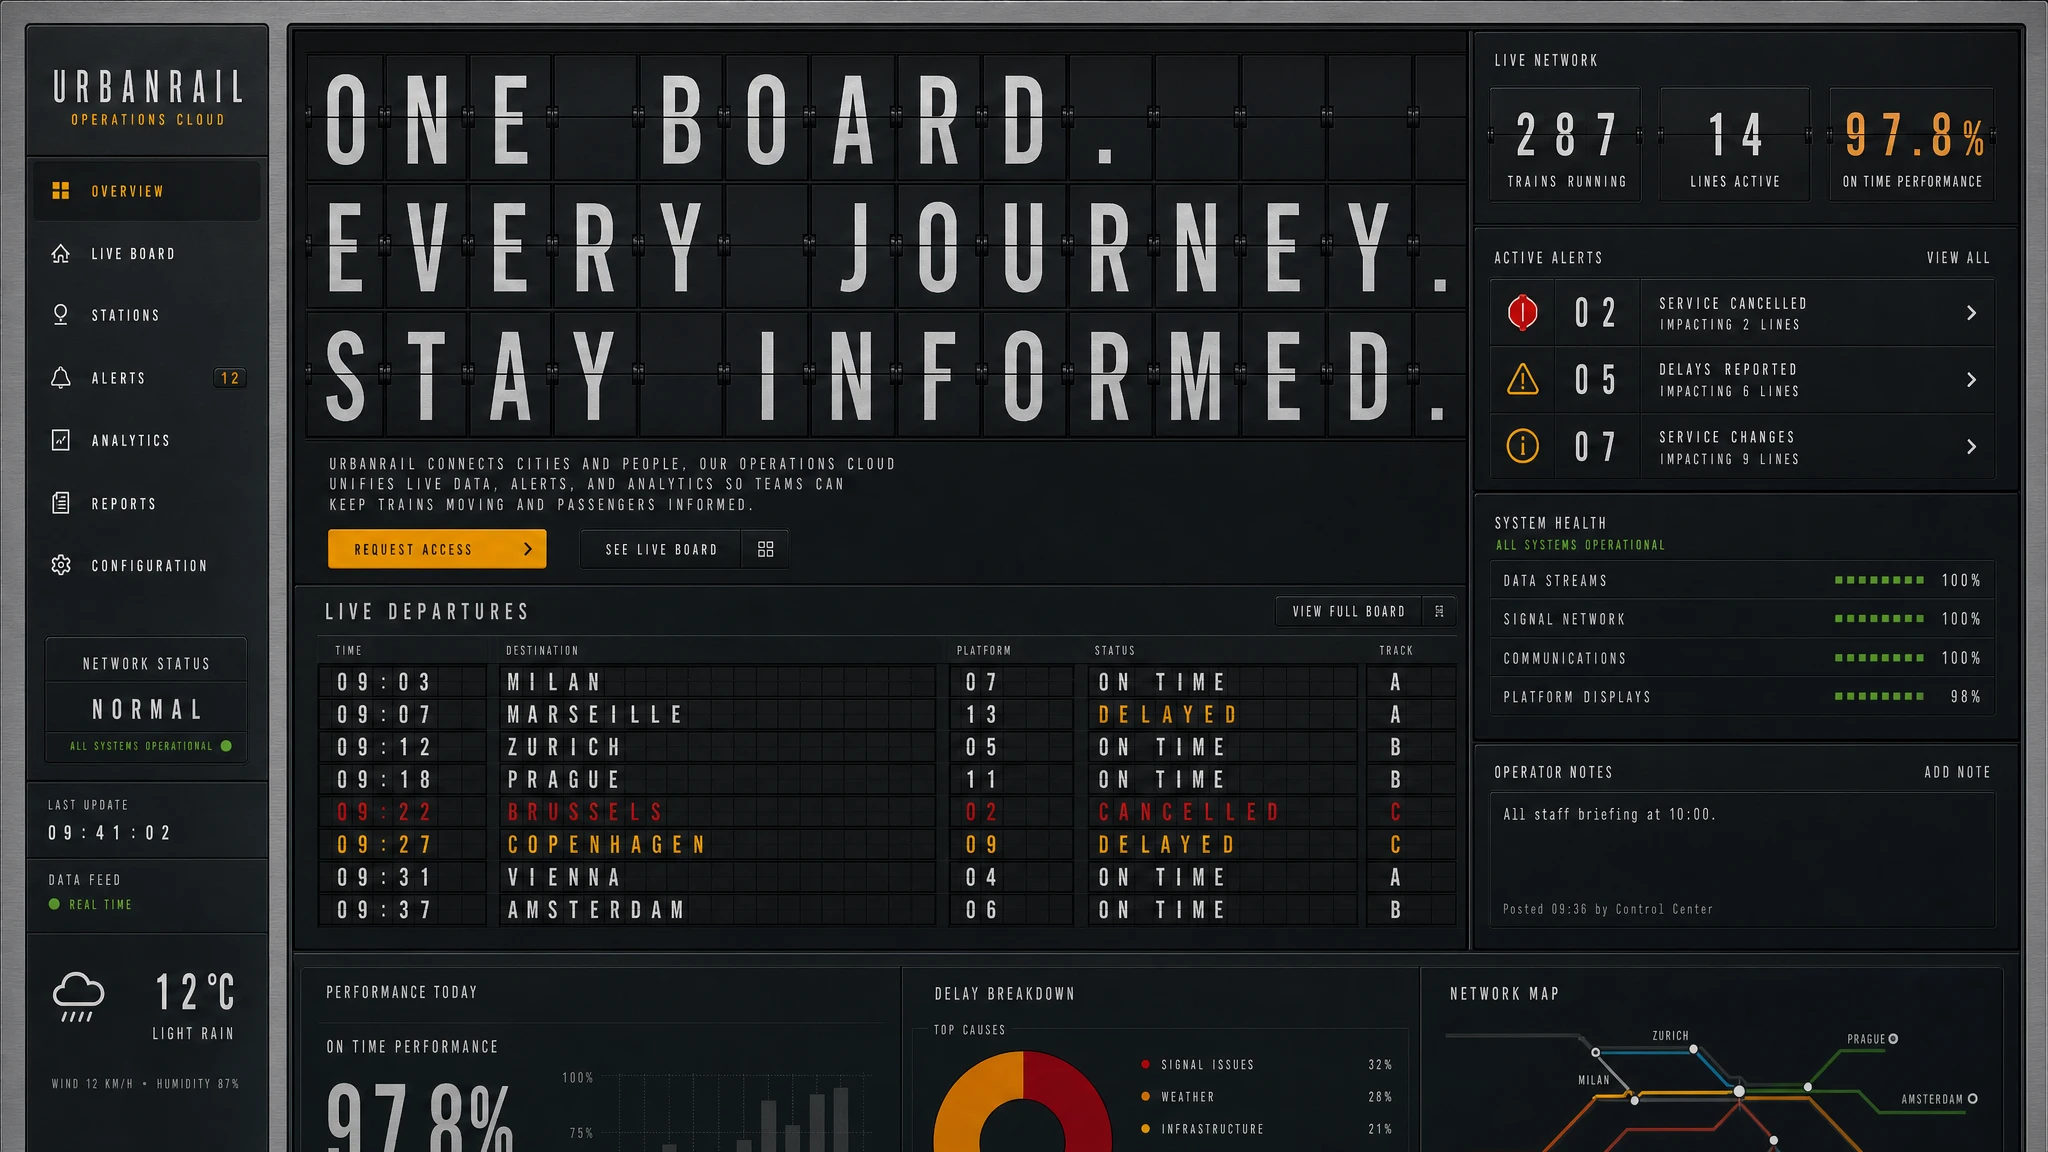 URBANRAIL
OPERATIONS CLOUD
OVERVIEW
LIVE BOARD
STATIONS
ALERTS 12
ANALYTICS
REPORTS
CONFIGURATION
NETWORK STATUS
NORMAL
ALL SYSTEMS OPERATIONAL
LAST UPDATE
09:41:02
DATA FEED
REAL TIME
12°C
LIGHT RAIN
WIND 12 KM/H • HUMIDITY 87%
ONE BOARD.
EVERY JOURNEY.
STAY INFORMED.
URBANRAIL CONNECTS CITIES AND PEOPLE, OUR OPERATIONS CLOUD
UNIFIES LIVE DATA, ALERTS, AND ANALYTICS SO TEAMS CAN
KEEP TRAINS MOVING AND PASSENGERS INFORMED.
REQUEST ACCESS
SEE LIVE BOARD
LIVE DEPARTURES
VIEW FULL BOARD
TIME DESTINATION PLATFORM STATUS TRACK
09:03 MILAN 07 ON TIME A
09:07 MARSEILLE 13 DELAYED A
09:12 ZURICH 05 ON TIME B
09:18 PRAGUE 11 ON TIME B
09:22 BRUSSELS 02 CANCELLED C
09:27 COPENHAGEN 09 DELAYED C
09:31 VIENNA 04 ON TIME A
09:37 AMSTERDAM 06 ON TIME B
LIVE NETWORK
287
TRAINS RUNNING
14
LINES ACTIVE
97.8%
ON TIME PERFORMANCE
ACTIVE ALERTS VIEW ALL
02
SERVICE CANCELLED
IMPACTING 2 LINES
05
DELAYS REPORTED
IMPACTING 6 LINES
07
SERVICE CHANGES
IMPACTING 9 LINES
SYSTEM HEALTH
ALL SYSTEMS OPERATIONAL
DATA STREAMS 100%
SIGNAL NETWORK 100%
COMMUNICATIONS 100%
PLATFORM DISPLAYS 98%
OPERATOR NOTES ADD NOTE
All staff briefing at 10:00.
Posted 09:36 by Control Center
PERFORMANCE TODAY
ON TIME PERFORMANCE
97.8%
100%
75%
DELAY BREAKDOWN
TOP CAUSES
SIGNAL ISSUES 32%
WEATHER 28%
INFRASTRUCTURE 21%
NETWORK MAP
ZURICH
PRAGUE
MILAN
AMSTERDAM